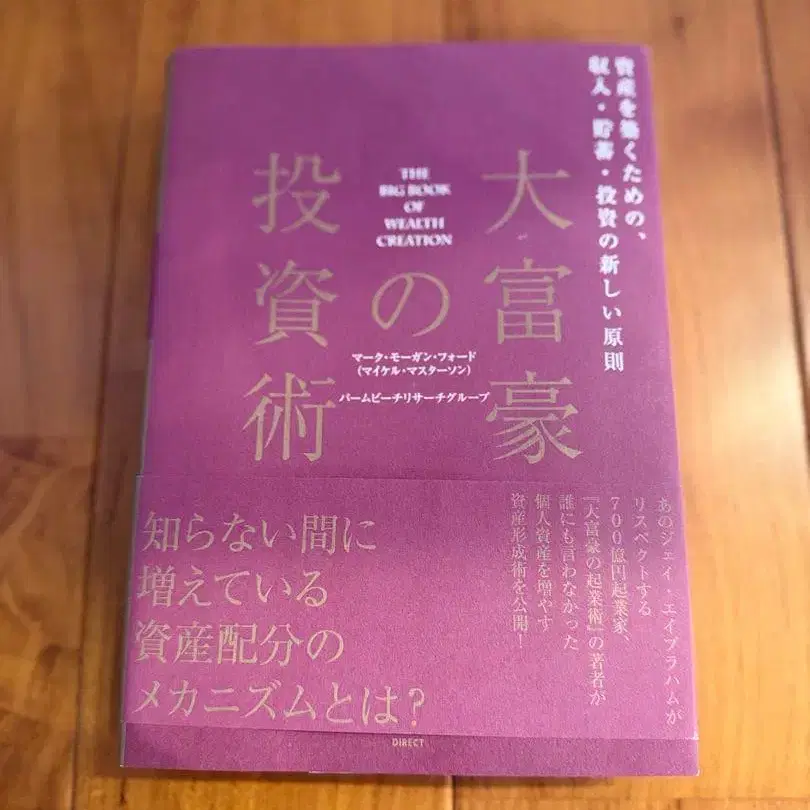 資産を築くための、
収入・貯蓄・投資の新しい原則
大富豪
の
投資術
THE
BIG BOOK
OF
WEALTH
CREATION
マーク・モーガン・フォード
(マイケル・マスターソン)
+
パームビーチリサーチグループ
あのジェイ・エイブラハムが
リスペクトする
700億円起業家、
『大富豪の起業術』の著者が
誰にも言わなかった
個人資産を増やす
資産形成術を公開!
知らない間に
増えている
資産配分の
メカニズムとは?
DIRECT